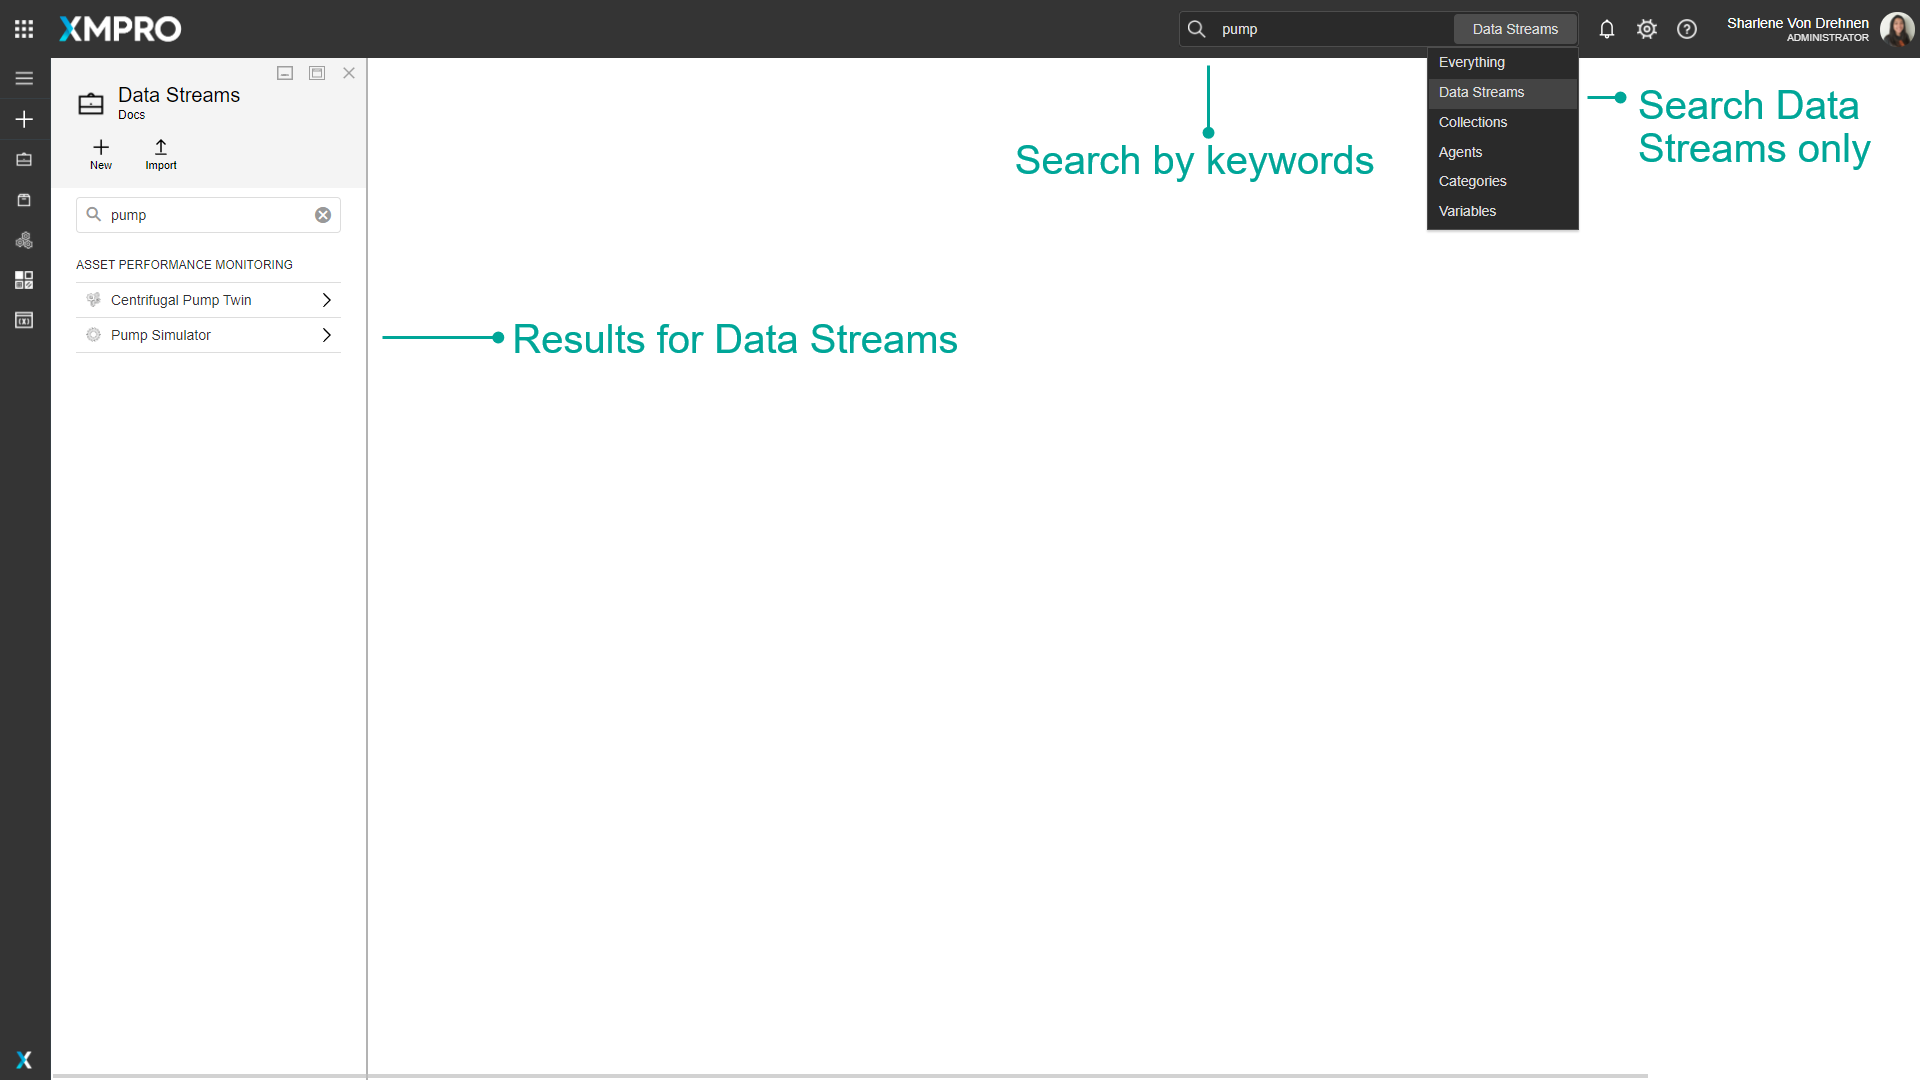 XMPRO
pump
Data Streams
Sharlene Von Drehnen
ADMINISTRATOR
Everything
Data Streams
Collections
Agents
Categories
Variables
Search Data
Streams only
Search by keywords
Data Streams
Docs
New
Import
pump
ASSET PERFORMANCE MONITORING
Centrifugal Pump Twin
Pump Simulator
Results for Data Streams